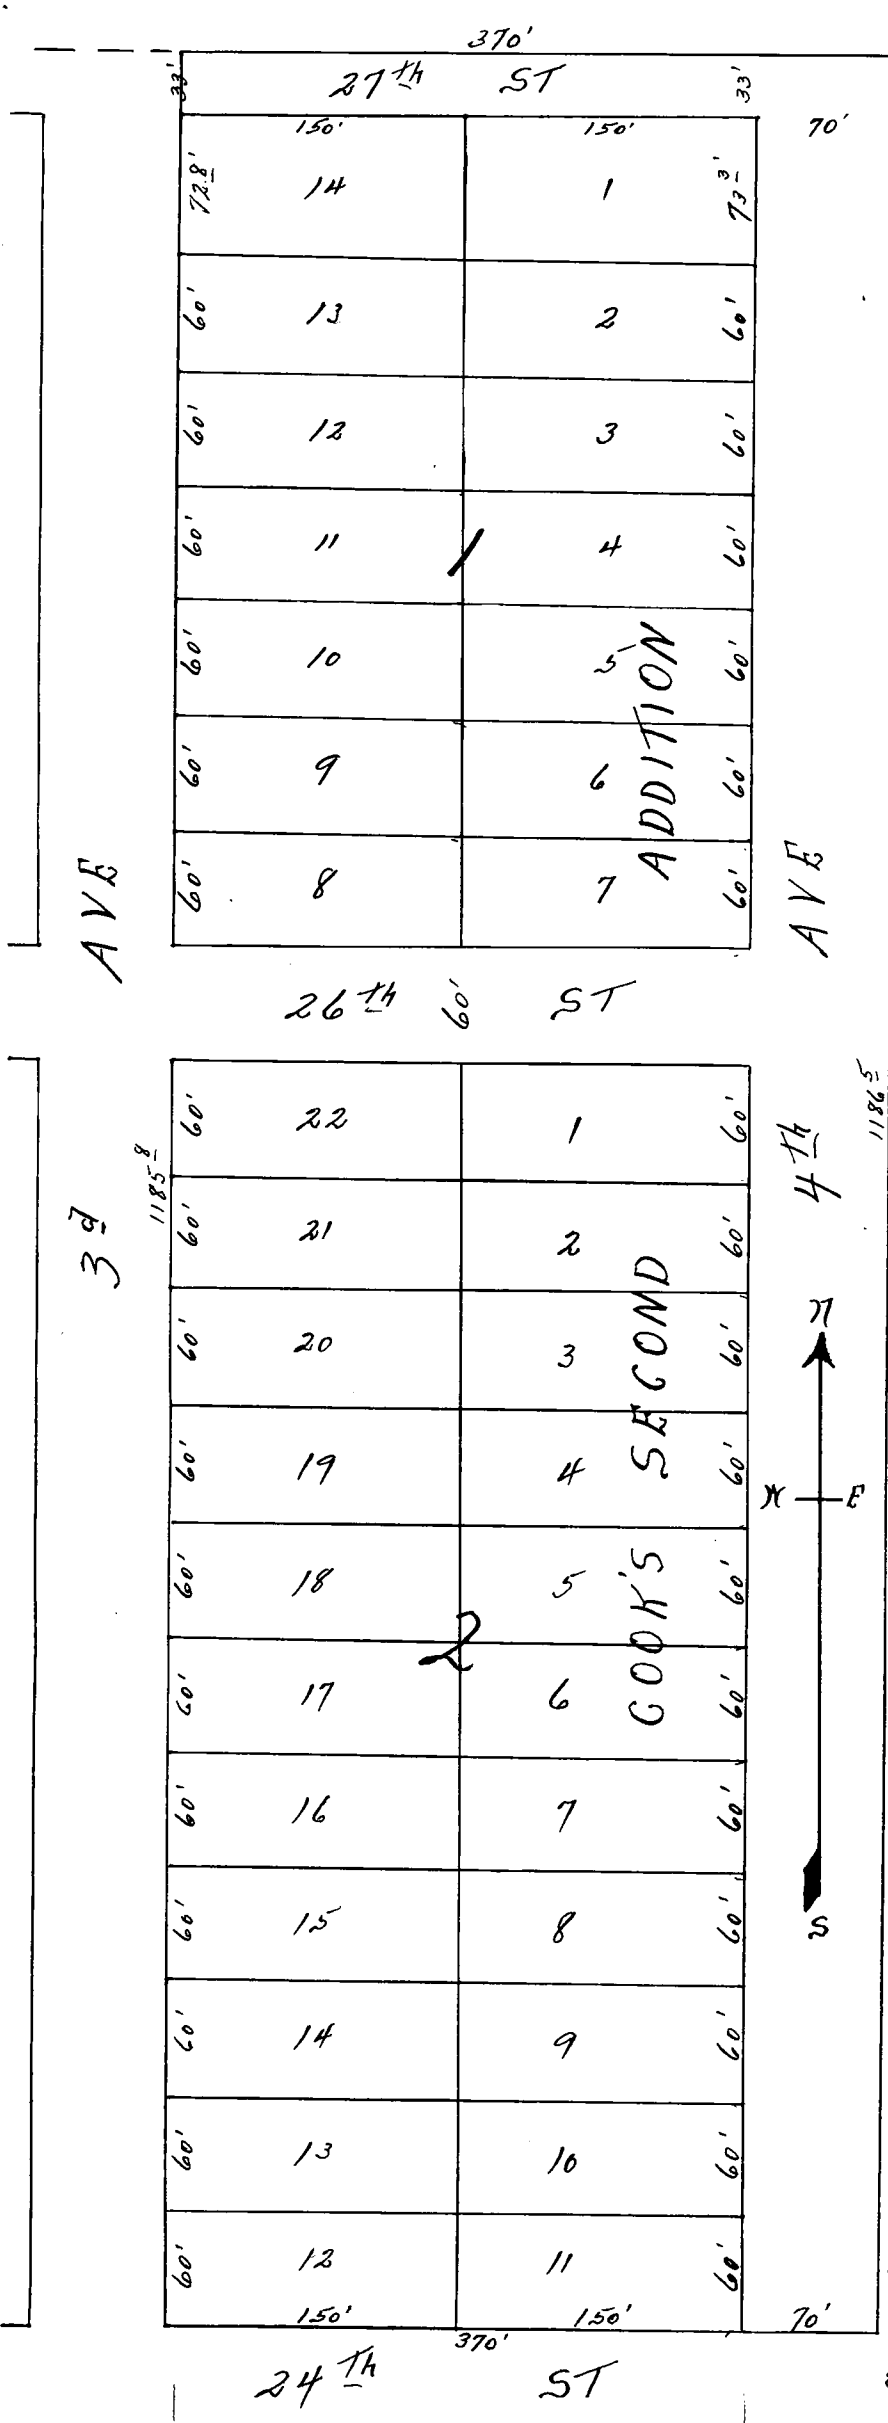 370'
33' 27th ST 33'
150' 150' 70'
72.8' 14 1 73 3'
60' 13 2 60'
60' 12 3 60'
60' 11 4 60'
1
60' 10 5 60'
60' 9 6 60'
60' 8 7 60'
ADDITION
AVE
AVE
26th 60' ST
60' 22 1 60'
1185 8
1186 5
3d
4th
60' 21 2 60'
60' 20 3 60'
60' 19 4 60'
60' 18 5 60'
2
60' 17 6 60'
60' 16 7 60'
60' 15 8 60'
60' 14 9 60'
60' 13 10 60'
60' 12 11 60'
COOK'S SECOND
N
W E
S
150' 150' 70'
370'
24th ST